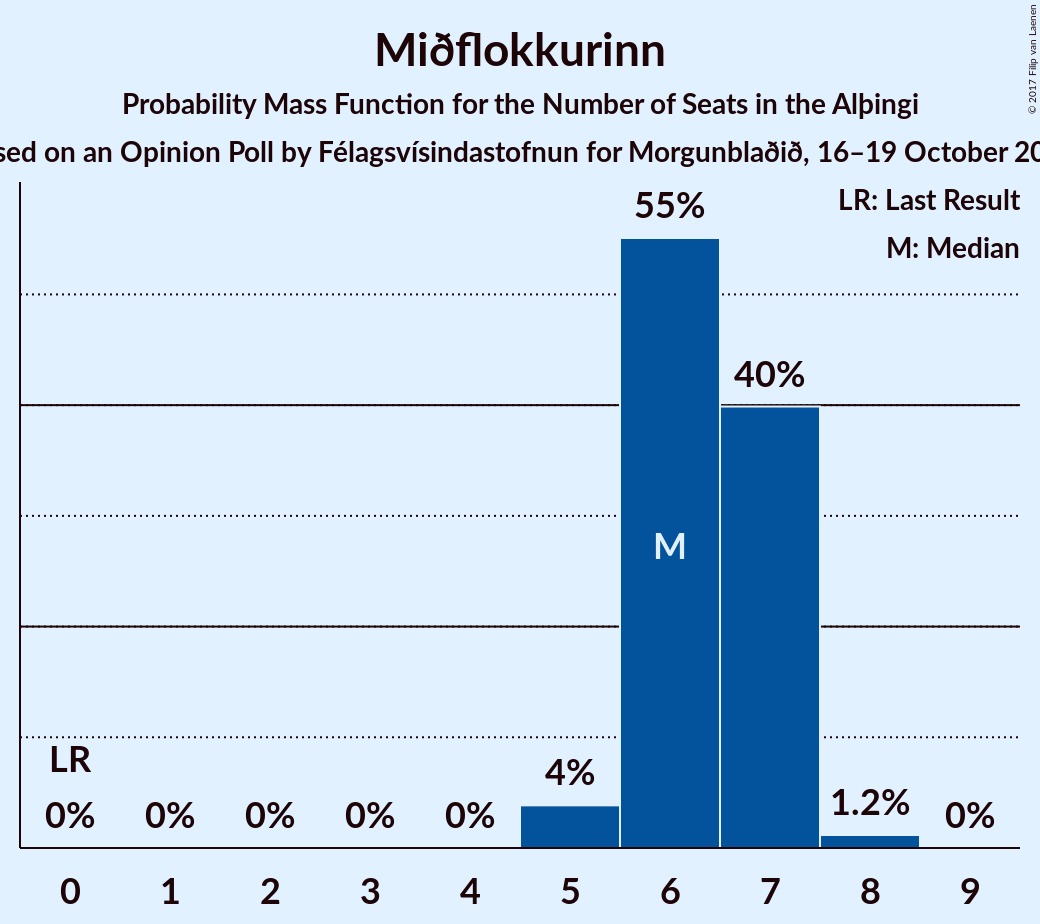 Miðflokkurinn
Probability Mass Function for the Number of Seats in the Alþingi
on an Opinion Poll by Félagsvísindastofnun for Morgunblaðið, 16–19 October
© 2017 Filip van Laenen
LR: Last Result
M: Median
55%
40%
M
LR
0% 0% 0% 0% 0% 4% 1.2% 0%
0 1 2 3 4 5 6 7 8 9